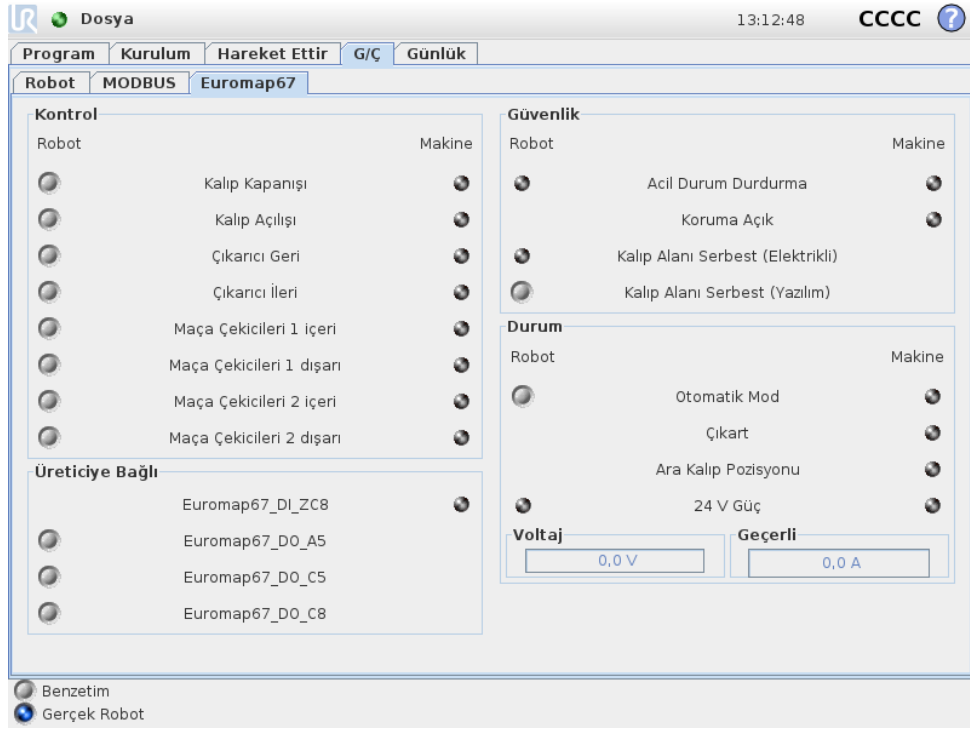 UR Dosya 13:12:48 CCCC ?
Program Kurulum Hareket Ettir G/Ç Günlük
Robot MODBUS Euromap67
Kontrol
Robot Makine
Kalıp Kapanışı
Kalıp Açılışı
Çıkarıcı Geri
Çıkarıcı İleri
Maça Çekicileri 1 içeri
Maça Çekicileri 1 dışarı
Maça Çekicileri 2 içeri
Maça Çekicileri 2 dışarı
Üreticiye Bağlı
Euromap67_DI_ZC8
Euromap67_DO_A5
Euromap67_DO_C5
Euromap67_DO_C8
Güvenlik
Robot Makine
Acil Durum Durdurma
Koruma Açık
Kalıp Alanı Serbest (Elektrikli)
Kalıp Alanı Serbest (Yazılım)
Durum
Robot Makine
Otomatik Mod
Çıkart
Ara Kalıp Pozisyonu
24 V Güç
Voltaj Geçerli
0,0 V 0,0 A
Benzetim
Gerçek Robot